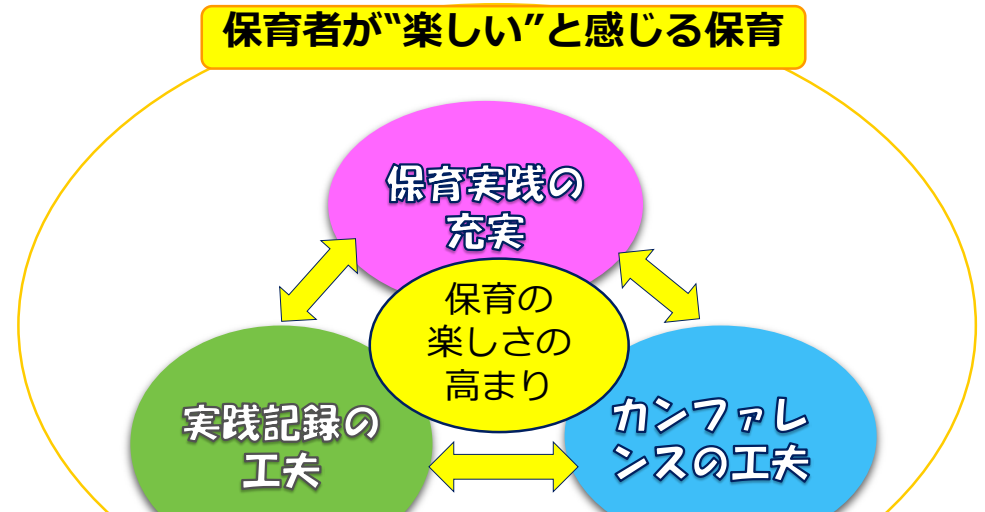 保育者が“楽しい”と感じる保育
保育実践の
充実
保育の
楽しさの
高まり
実践記録の
工夫
カンファレ
ンスの工夫